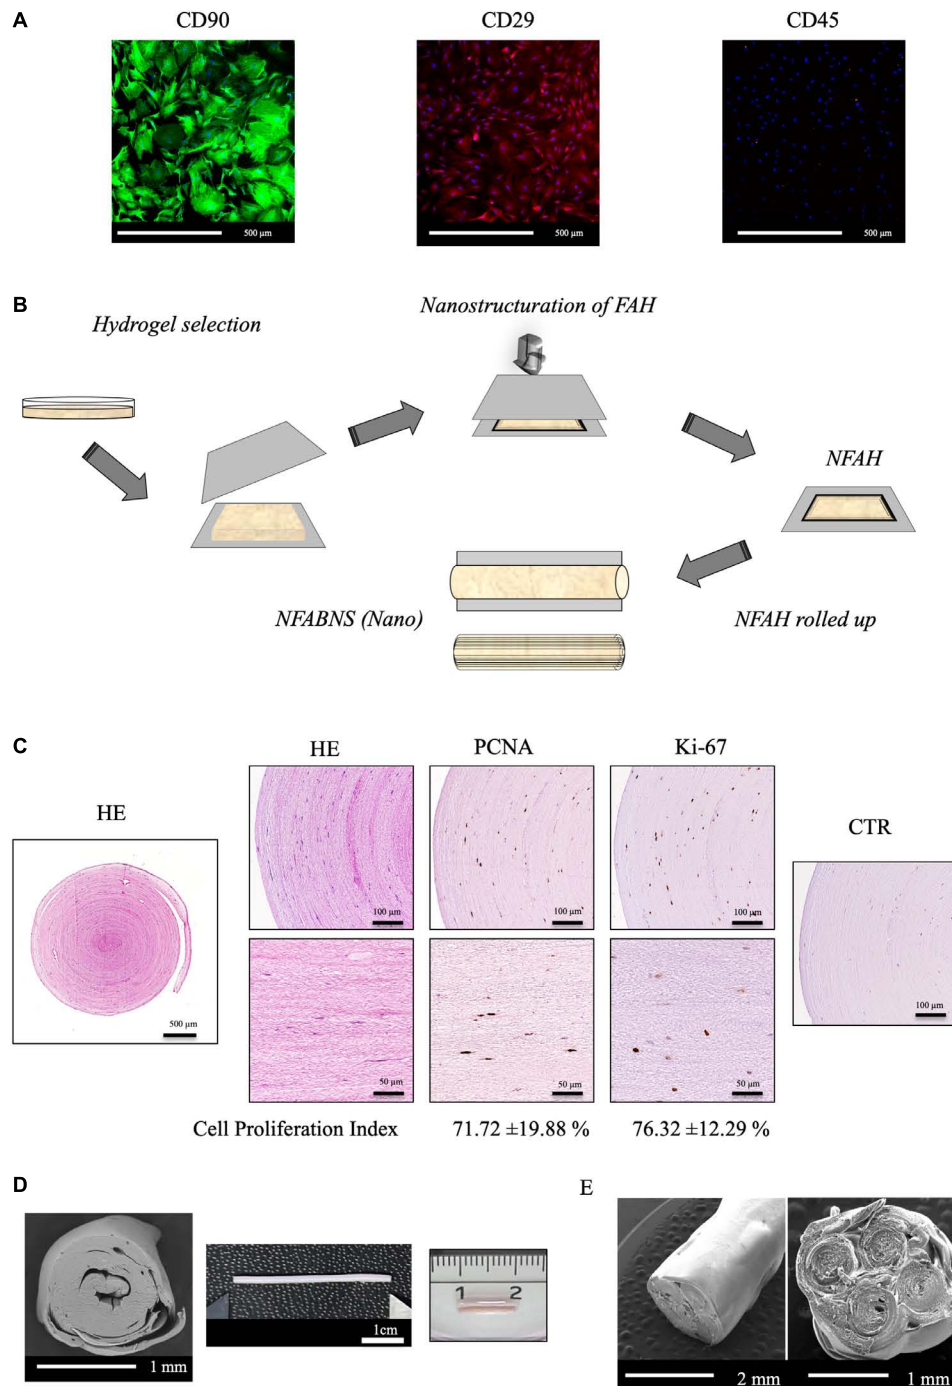 A
CD90
CD29
CD45
500 µm
500 µm
500 µm
B
Hydrogel selection
Nanostructuration of FAH
NFAH
NFABNS (Nano)
NFAH rolled up
C
HE
PCNA
Ki-67
HE
CTR
100 µm
100 µm
100 µm
500 µm
100 µm
50 µm
50 µm
50 µm
Cell Proliferation Index
71.72 ±19.88 %
76.32 ±12.29 %
D
E
1 2
1cm
1 mm
2 mm
1 mm